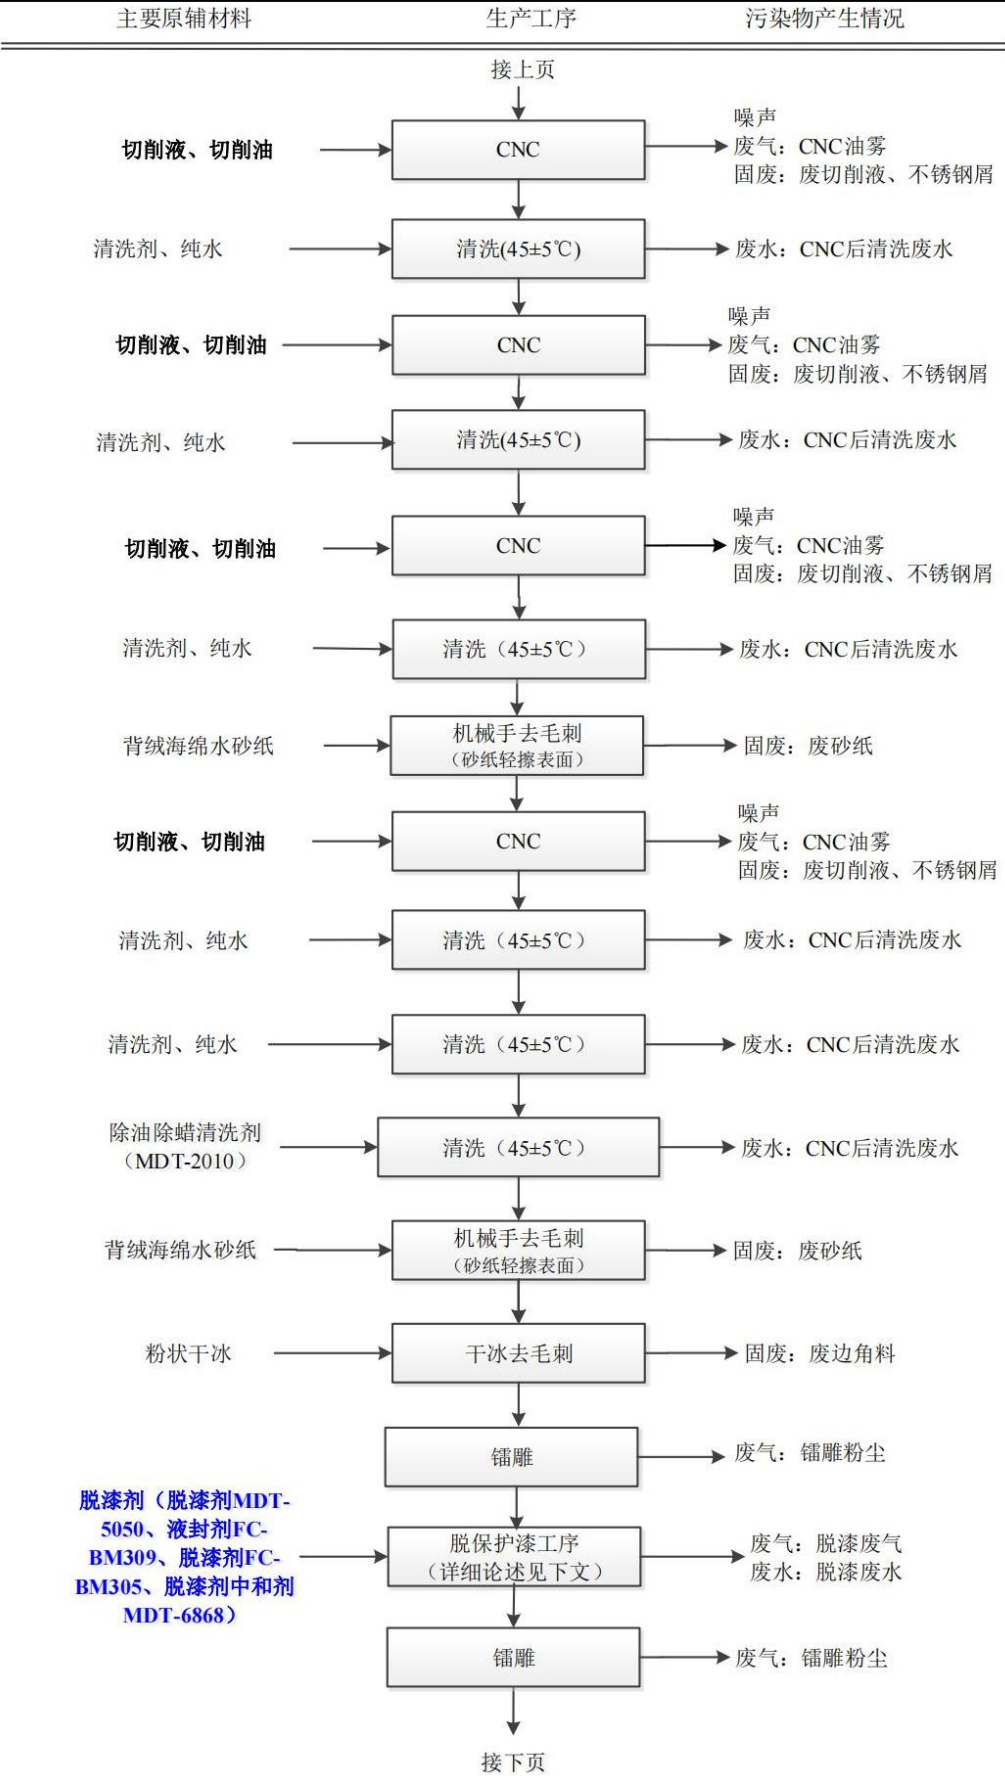 主要原辅材料 生产工序 污染物产生情况
接上页
噪声
切削液、切削油 CNC 废气：CNC油雾
固废：废切削液、不锈钢屑
清洗剂、纯水 清洗(45±5℃) 废水：CNC后清洗废水
噪声
切削液、切削油 CNC 废气：CNC油雾
固废：废切削液、不锈钢屑
清洗剂、纯水 清洗(45±5℃) 废水：CNC后清洗废水
噪声
切削液、切削油 CNC 废气：CNC油雾
固废：废切削液、不锈钢屑
清洗剂、纯水 清洗（45±5℃） 废水：CNC后清洗废水
背绒海绵水砂纸 机械手去毛刺 固废：废砂纸
（砂纸轻擦表面）
噪声
切削液、切削油 CNC 废气：CNC油雾
固废：废切削液、不锈钢屑
清洗剂、纯水 清洗（45±5℃） 废水：CNC后清洗废水
清洗剂、纯水 清洗（45±5℃） 废水：CNC后清洗废水
除油除蜡清洗剂 清洗（45±5℃） 废水：CNC后清洗废水
（MDT-2010）
背绒海绵水砂纸 机械手去毛刺 固废：废砂纸
（砂纸轻擦表面）
粉状干冰 干冰去毛刺 固废：废边角料
镭雕 废气：镭雕粉尘
脱漆剂（脱漆剂MDT-
5050、液封剂FC-
BM309、脱漆剂FC-
BM305、脱漆剂中和剂
MDT-6868）
脱保护漆工序 废气：脱漆废气
（详细论述见下文） 废水：脱漆废水
镭雕 废气：镭雕粉尘
接下页